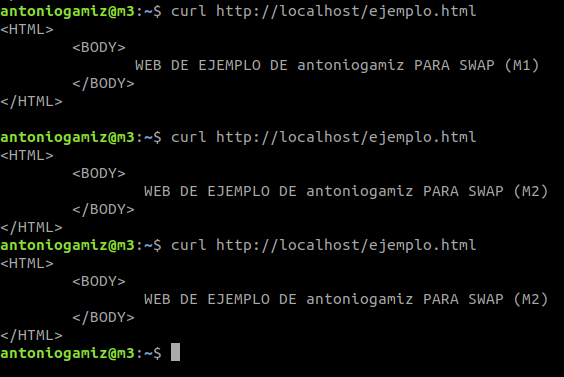 antoniogamiz@m3:~$ curl http://localhost/ejemplo.html
<HTML>
        <BODY>
               WEB DE EJEMPLO DE antoniogamiz PARA SWAP (M1)
        </BODY>
</HTML>

antoniogamiz@m3:~$ curl http://localhost/ejemplo.html
<HTML>
        <BODY>
                WEB DE EJEMPLO DE antoniogamiz PARA SWAP (M2)
        </BODY>
</HTML>
antoniogamiz@m3:~$ curl http://localhost/ejemplo.html
<HTML>
        <BODY>
                WEB DE EJEMPLO DE antoniogamiz PARA SWAP (M2)
        </BODY>
</HTML>
antoniogamiz@m3:~$